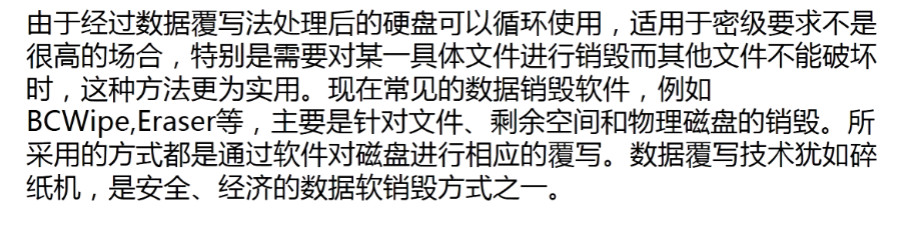 由于经过数据覆写法处理后的硬盘可以循环使用，适用于密级要求不是
很高的场合，特别是需要对某一具体文件进行销毁而其他文件不能破坏
时，这种方法更为实用。现在常见的数据销毁软件，例如
BCWipe,Eraser等，主要是针对文件、剩余空间和物理磁盘的销毁。所
采用的方式都是通过软件对磁盘进行相应的覆写。数据覆写技术犹如碎
纸机，是安全、经济的数据软销毁方式之一。